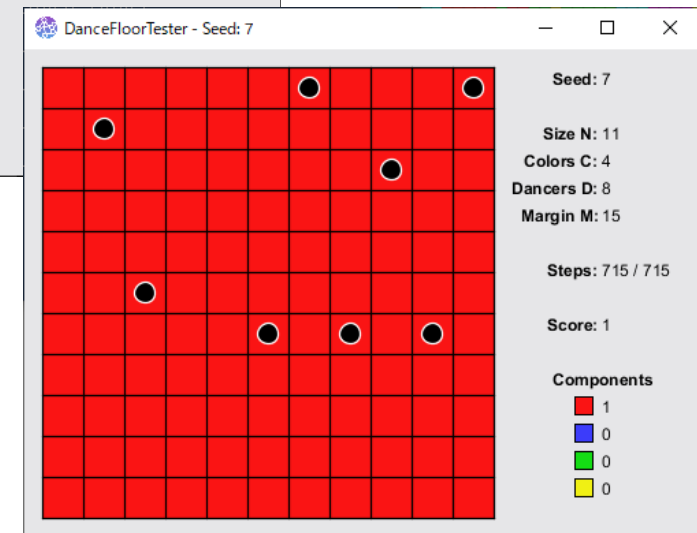 DanceFloorTester - Seed: 7
Seed: 7
Size N: 11
Colors C: 4
Dancers D: 8
Margin M: 15
Steps: 715 / 715
Score: 1
Components
1
0
0
0